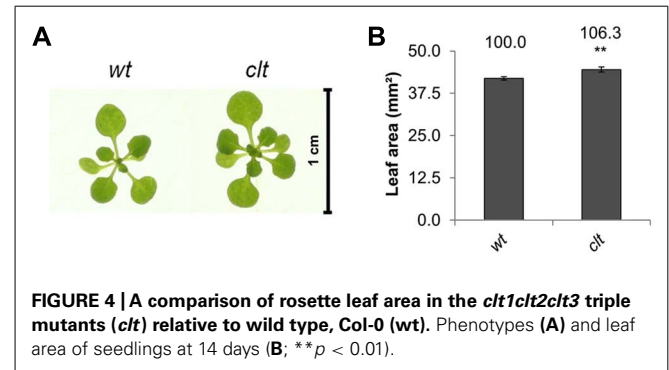 A
wt
clt
1 cm
B
100.0
106.3
**
Leaf area (mm²)
50.0
37.5
25.0
12.5
0.0
wt
clt
FIGURE 4 | A comparison of rosette leaf area in the clt1clt2clt3 triple
mutants (clt) relative to wild type, Col-0 (wt). Phenotypes (A) and leaf
area of seedlings at 14 days (B; **p < 0.01).